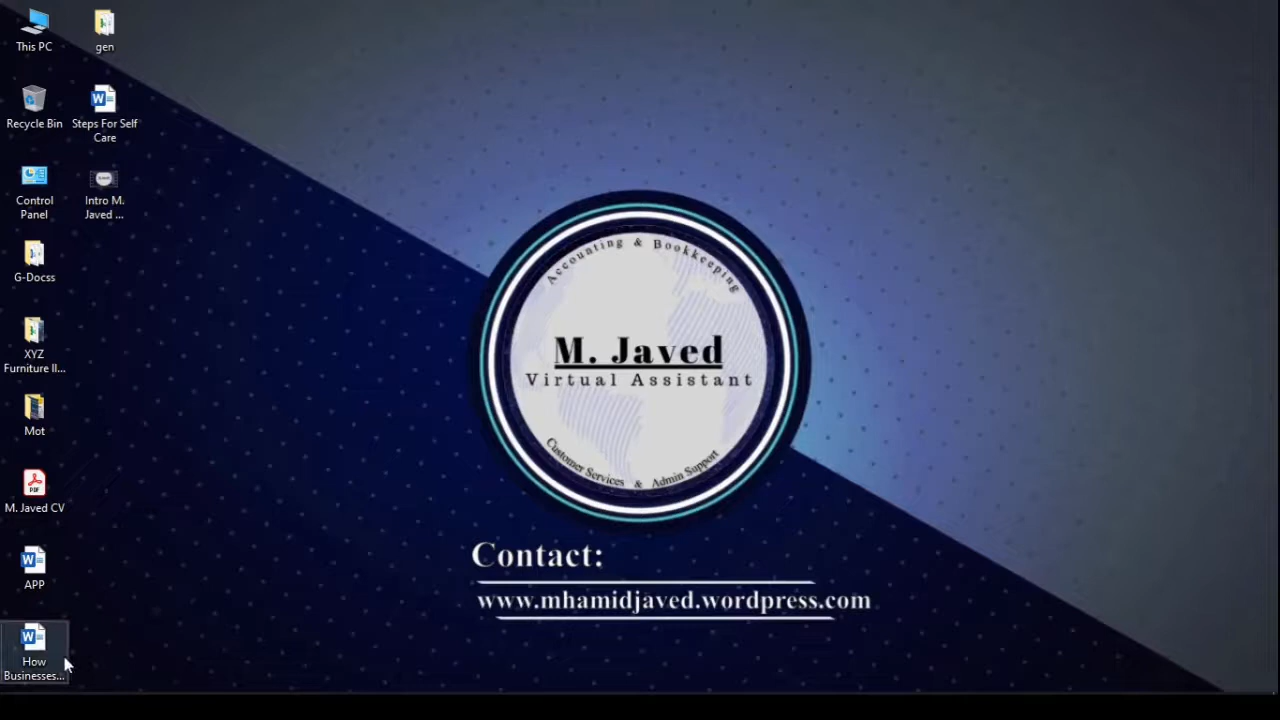 This PC
gen
Recycle Bin
Steps For Self
Care
Control
Panel
Intro M.
Javed ...
G-Docss
XYZ
Furniture II...
Mot
M. Javed CV
APP
How
Businesses...
Accounting & Bookkeeping
M. Javed
Virtual Assistant
Customer Services & Admin Support
Contact:
www.mhamidjaved.wordpress.com